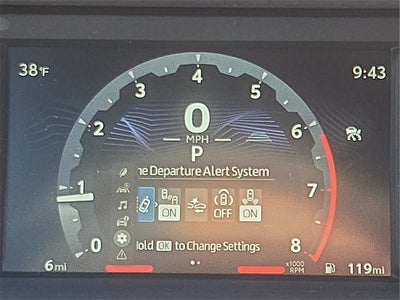 38°F
9:43
0
1
2
3
4
5
6
7
8
0
MPH
P
ne Departure Alert System
ON
OFF
ON
old OK to Change Settings
x1000
RPM
6mi
119mi